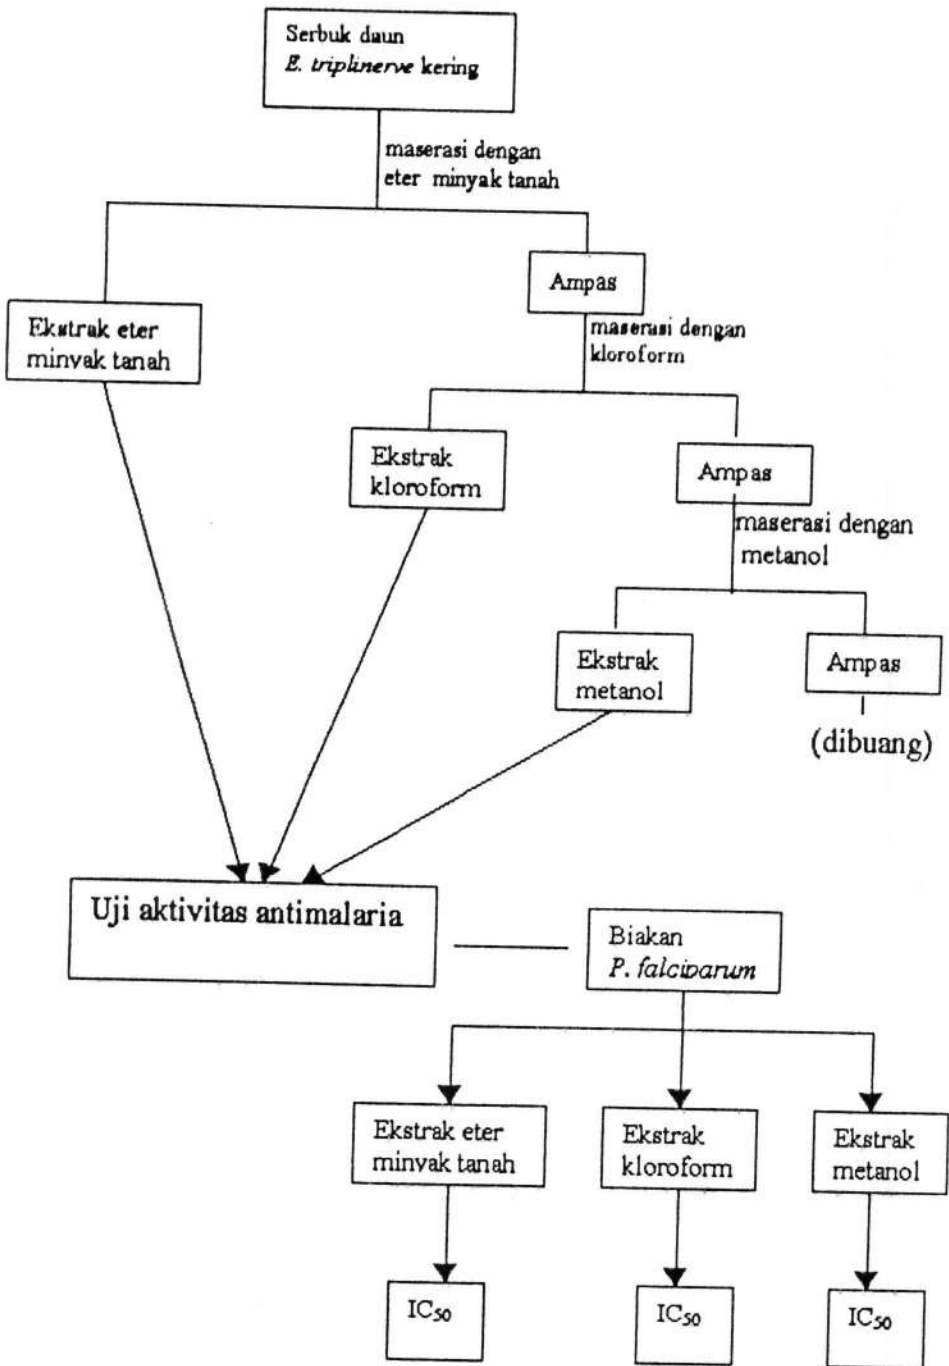 Serbuk daun
E. triplinerve kering
maserasi dengan
eter minyak tanah
Ampas
Ekstrak eter
minyak tanah
maserasi dengan
kloroform
Ekstrak
kloroform
Ampas
maserasi dengan
metanol
Ekstrak
metanol
Ampas
(dibuang)
Uji aktivitas antimalaria
Biakan
P. falciparum
Ekstrak eter
minyak tanah
Ekstrak
kloroform
Ekstrak
metanol
IC50
IC50
IC50